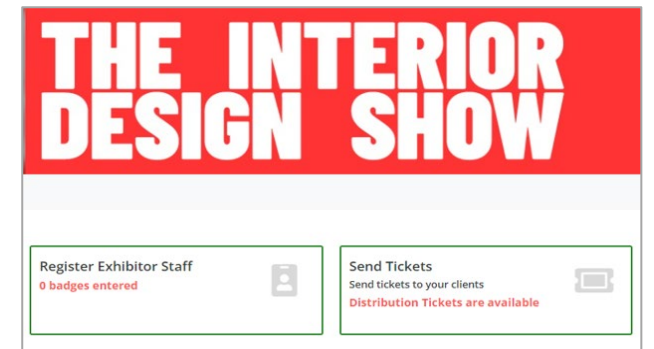 THE INTERIOR
DESIGN SHOW
Register Exhibitor Staff
0 badges entered
Send Tickets
Send tickets to your clients
Distribution Tickets are available